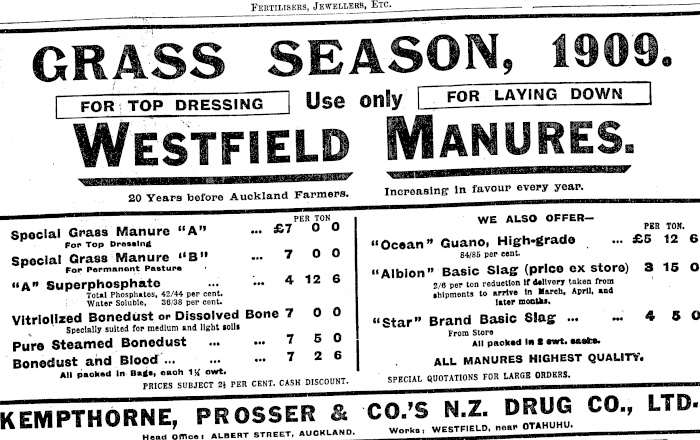 FERTILISERS, JEWELLERS, ETC.
GRASS SEASON, 1909.
FOR TOP DRESSING Use only FOR LAYING DOWN
WESTFIELD MANURES.
20 Years before Auckland Farmers. Increasing in favour every year.
PER TON
Special Grass Manure "A" ... £7 0 0
For Top Dressing
Special Grass Manure "B" 7 0 0
For Permanent Pasture
"A" Superphosphate ... ... 4 12 6
Total Phosphates, 42/44 per cent.
Water Soluble, 36/38 per cent.
Vitriolized Bonedust or Dissolved Bone 7 0 0
Specially suited for medium and light soils
Pure Steamed Bonedust ... ... 7 5 0
Bonedust and Blood ... ... ... 7 2 6
All packed in Bags, each 1½ cwt.
PRICES SUBJECT 2½ PER CENT. CASH DISCOUNT.
WE ALSO OFFER—
PER TON.
"Ocean" Guano, High-grade ... £5 12 6
84/85 per cent.
"Albion" Basic Slag (price ex store) 3 15 0
2/6 per ton reduction if delivery taken from
shipments to arrive in March, April, and
later months.
"Star" Brand Basic Slag ... ... 4 5 0
From Store
All packed in 2 cwt. casks.
ALL MANURES HIGHEST QUALITY.
SPECIAL QUOTATIONS FOR LARGE ORDERS.
KEMPTHORNE, PROSSER & CO.'S N.Z. DRUG CO., LTD.
Head Office: ALBERT STREET, AUCKLAND. Works: WESTFIELD, near OTAHUHU.